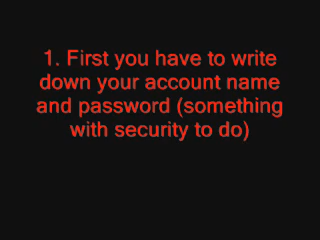 1. First you have to write
down your account name
and password (something
with security to do)